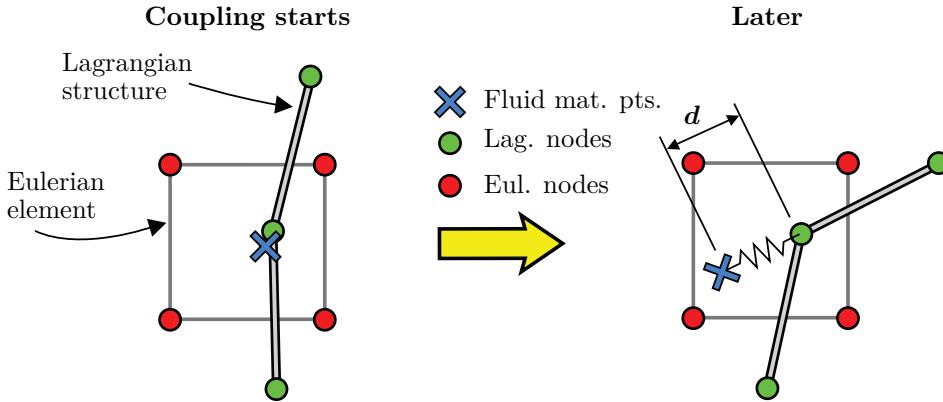 Coupling starts
Later
Lagrangian
structure
Fluid mat. pts.
Lag. nodes
Eul. nodes
Eulerian
element
d